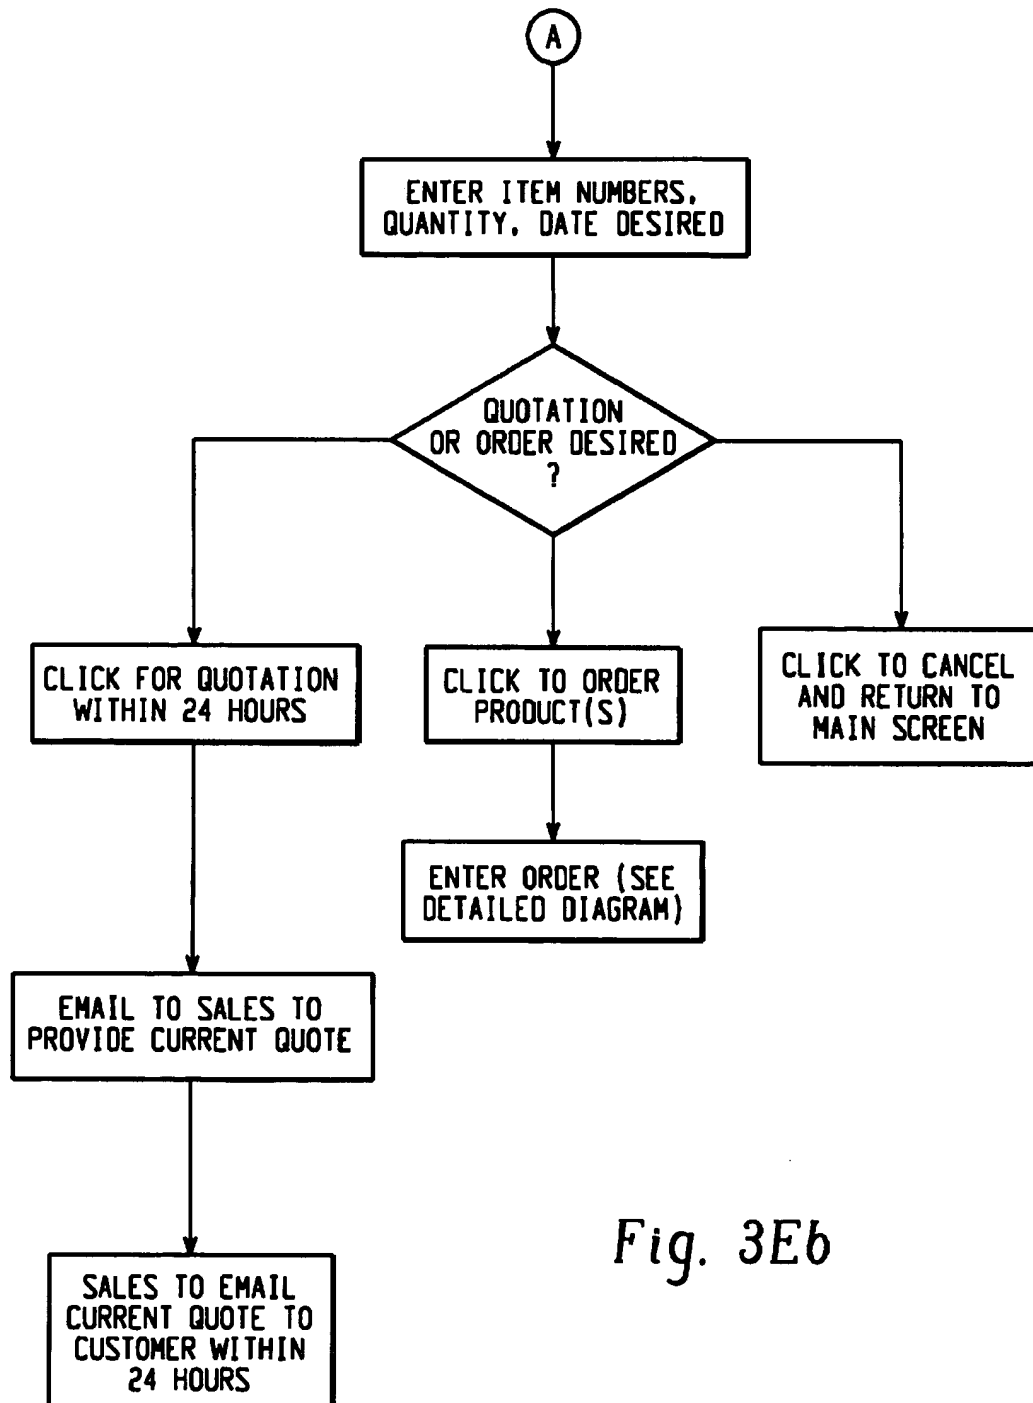 A
ENTER ITEM NUMBERS,
QUANTITY, DATE DESIRED
QUOTATION
OR ORDER DESIRED
?
CLICK FOR QUOTATION
WITHIN 24 HOURS
CLICK TO ORDER
PRODUCT(S)
CLICK TO CANCEL
AND RETURN TO
MAIN SCREEN
ENTER ORDER (SEE
DETAILED DIAGRAM)
EMAIL TO SALES TO
PROVIDE CURRENT QUOTE
SALES TO EMAIL
CURRENT QUOTE TO
CUSTOMER WITHIN
24 HOURS
Fig. 3Eb